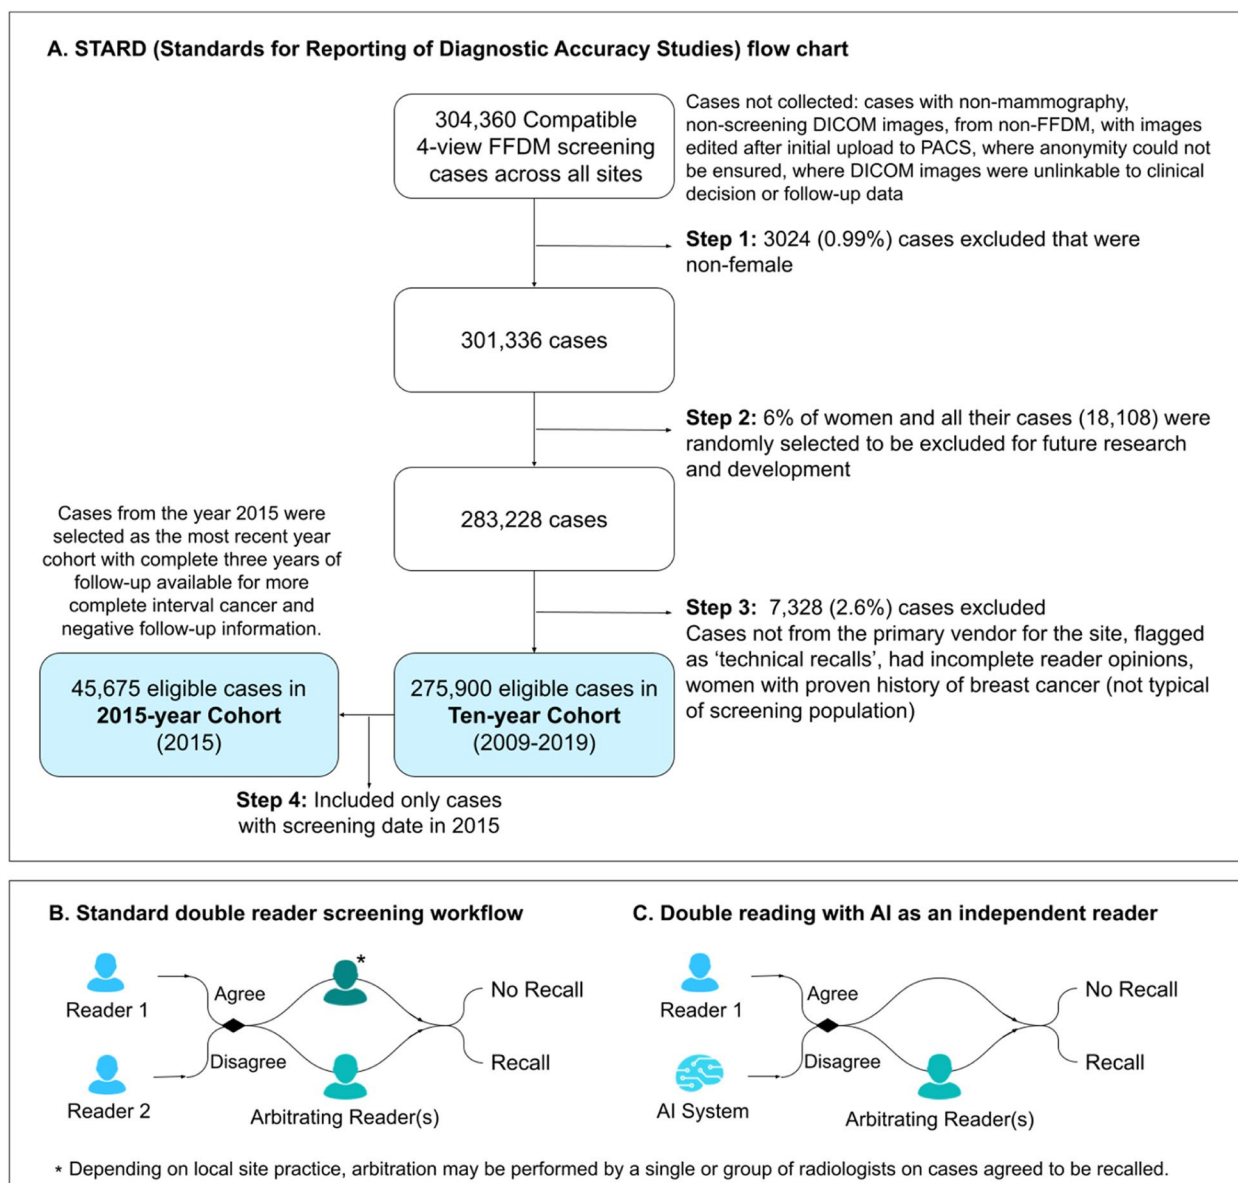 A. STARD (Standards for Reporting of Diagnostic Accuracy Studies) flow chart
304,360 Compatible
4-view FFDM screening
cases across all sites
Cases not collected: cases with non-mammography,
non-screening DICOM images, from non-FFDM, with images
edited after initial upload to PACS, where anonymity could not
be ensured, where DICOM images were unlinkable to clinical
decision or follow-up data
Step 1: 3024 (0.99%) cases excluded that were
non-female
301,336 cases
Step 2: 6% of women and all their cases (18,108) were
randomly selected to be excluded for future research
and development
283,228 cases
Cases from the year 2015 were
selected as the most recent year
cohort with complete three years of
follow-up available for more
complete interval cancer and
negative follow-up information.
Step 3: 7,328 (2.6%) cases excluded
Cases not from the primary vendor for the site, flagged
as ‘technical recalls’, had incomplete reader opinions,
women with proven history of breast cancer (not typical
of screening population)
45,675 eligible cases in
2015-year Cohort
(2015)
275,900 eligible cases in
Ten-year Cohort
(2009-2019)
Step 4: Included only cases
with screening date in 2015
B. Standard double reader screening workflow
Reader 1
Reader 2
Agree
Disagree
*
Arbitrating Reader(s)
No Recall
Recall
C. Double reading with AI as an independent reader
Reader 1
AI System
Agree
Disagree
Arbitrating Reader(s)
No Recall
Recall
* Depending on local site practice, arbitration may be performed by a single or group of radiologists on cases agreed to be recalled.